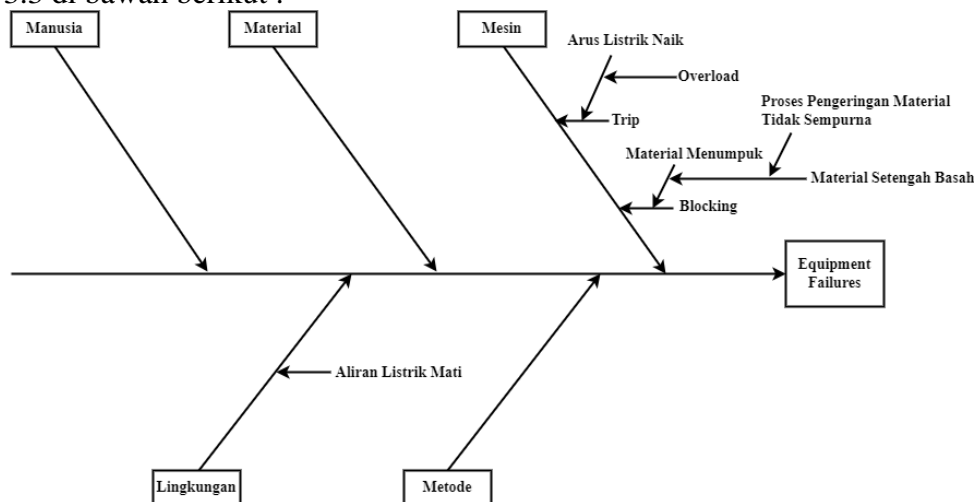 3.3 di bawah berikut :
Manusia
Material
Mesin
Arus Listrik Naik
Overload
Trip
Proses Pengeringan Material
Tidak Sempurna
Material Menumpuk
Material Setengah Basah
Blocking
Equipment
Failures
Aliran Listrik Mati
Lingkungan
Metode